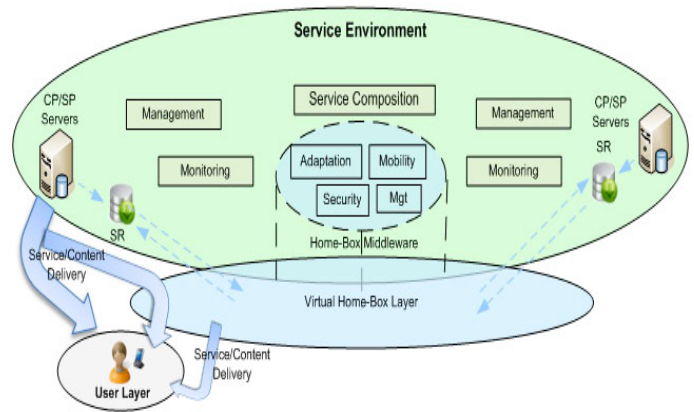 Service Environment
CP/SP
Servers
Management
Service Composition
Management
CP/SP
Servers
SR
Monitoring
Adaptation
Mobility
Security
Mgt
Monitoring
SR
Home-Box Middleware
Service/Content
Delivery
Virtual Home-Box Layer
Service/Content
Delivery
User Layer